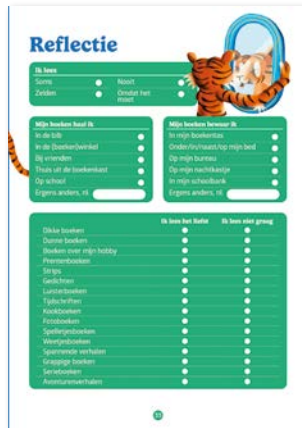 Reflectie
Ik lees
Soms
Nooit
Zelden
Omdat het
moet
Mijn boeken haal ik
In de bib
In de (boeken)winkel
Bij vrienden
Thuis uit de boekenkast
Op school
Ergens anders, nl.
Mijn boeken bewaar ik
In mijn boekentas
Onder/in/naast/op mijn bed
Op mijn bureau
Op mijn nachtkastje
In mijn schoolbank
Ergens anders, nl.
Ik lees het liefst
Ik lees niet graag
Dikke boeken
Dunne boeken
Boeken over mijn hobby
Prentenboeken
Strips
Gedichten
Luisterboeken
Tijdschriften
Kookboeken
Fotoboeken
Spelletjesboeken
Weetjesboeken
Spannende verhalen
Grappige boeken
Serieboeken
Avonturenverhalen